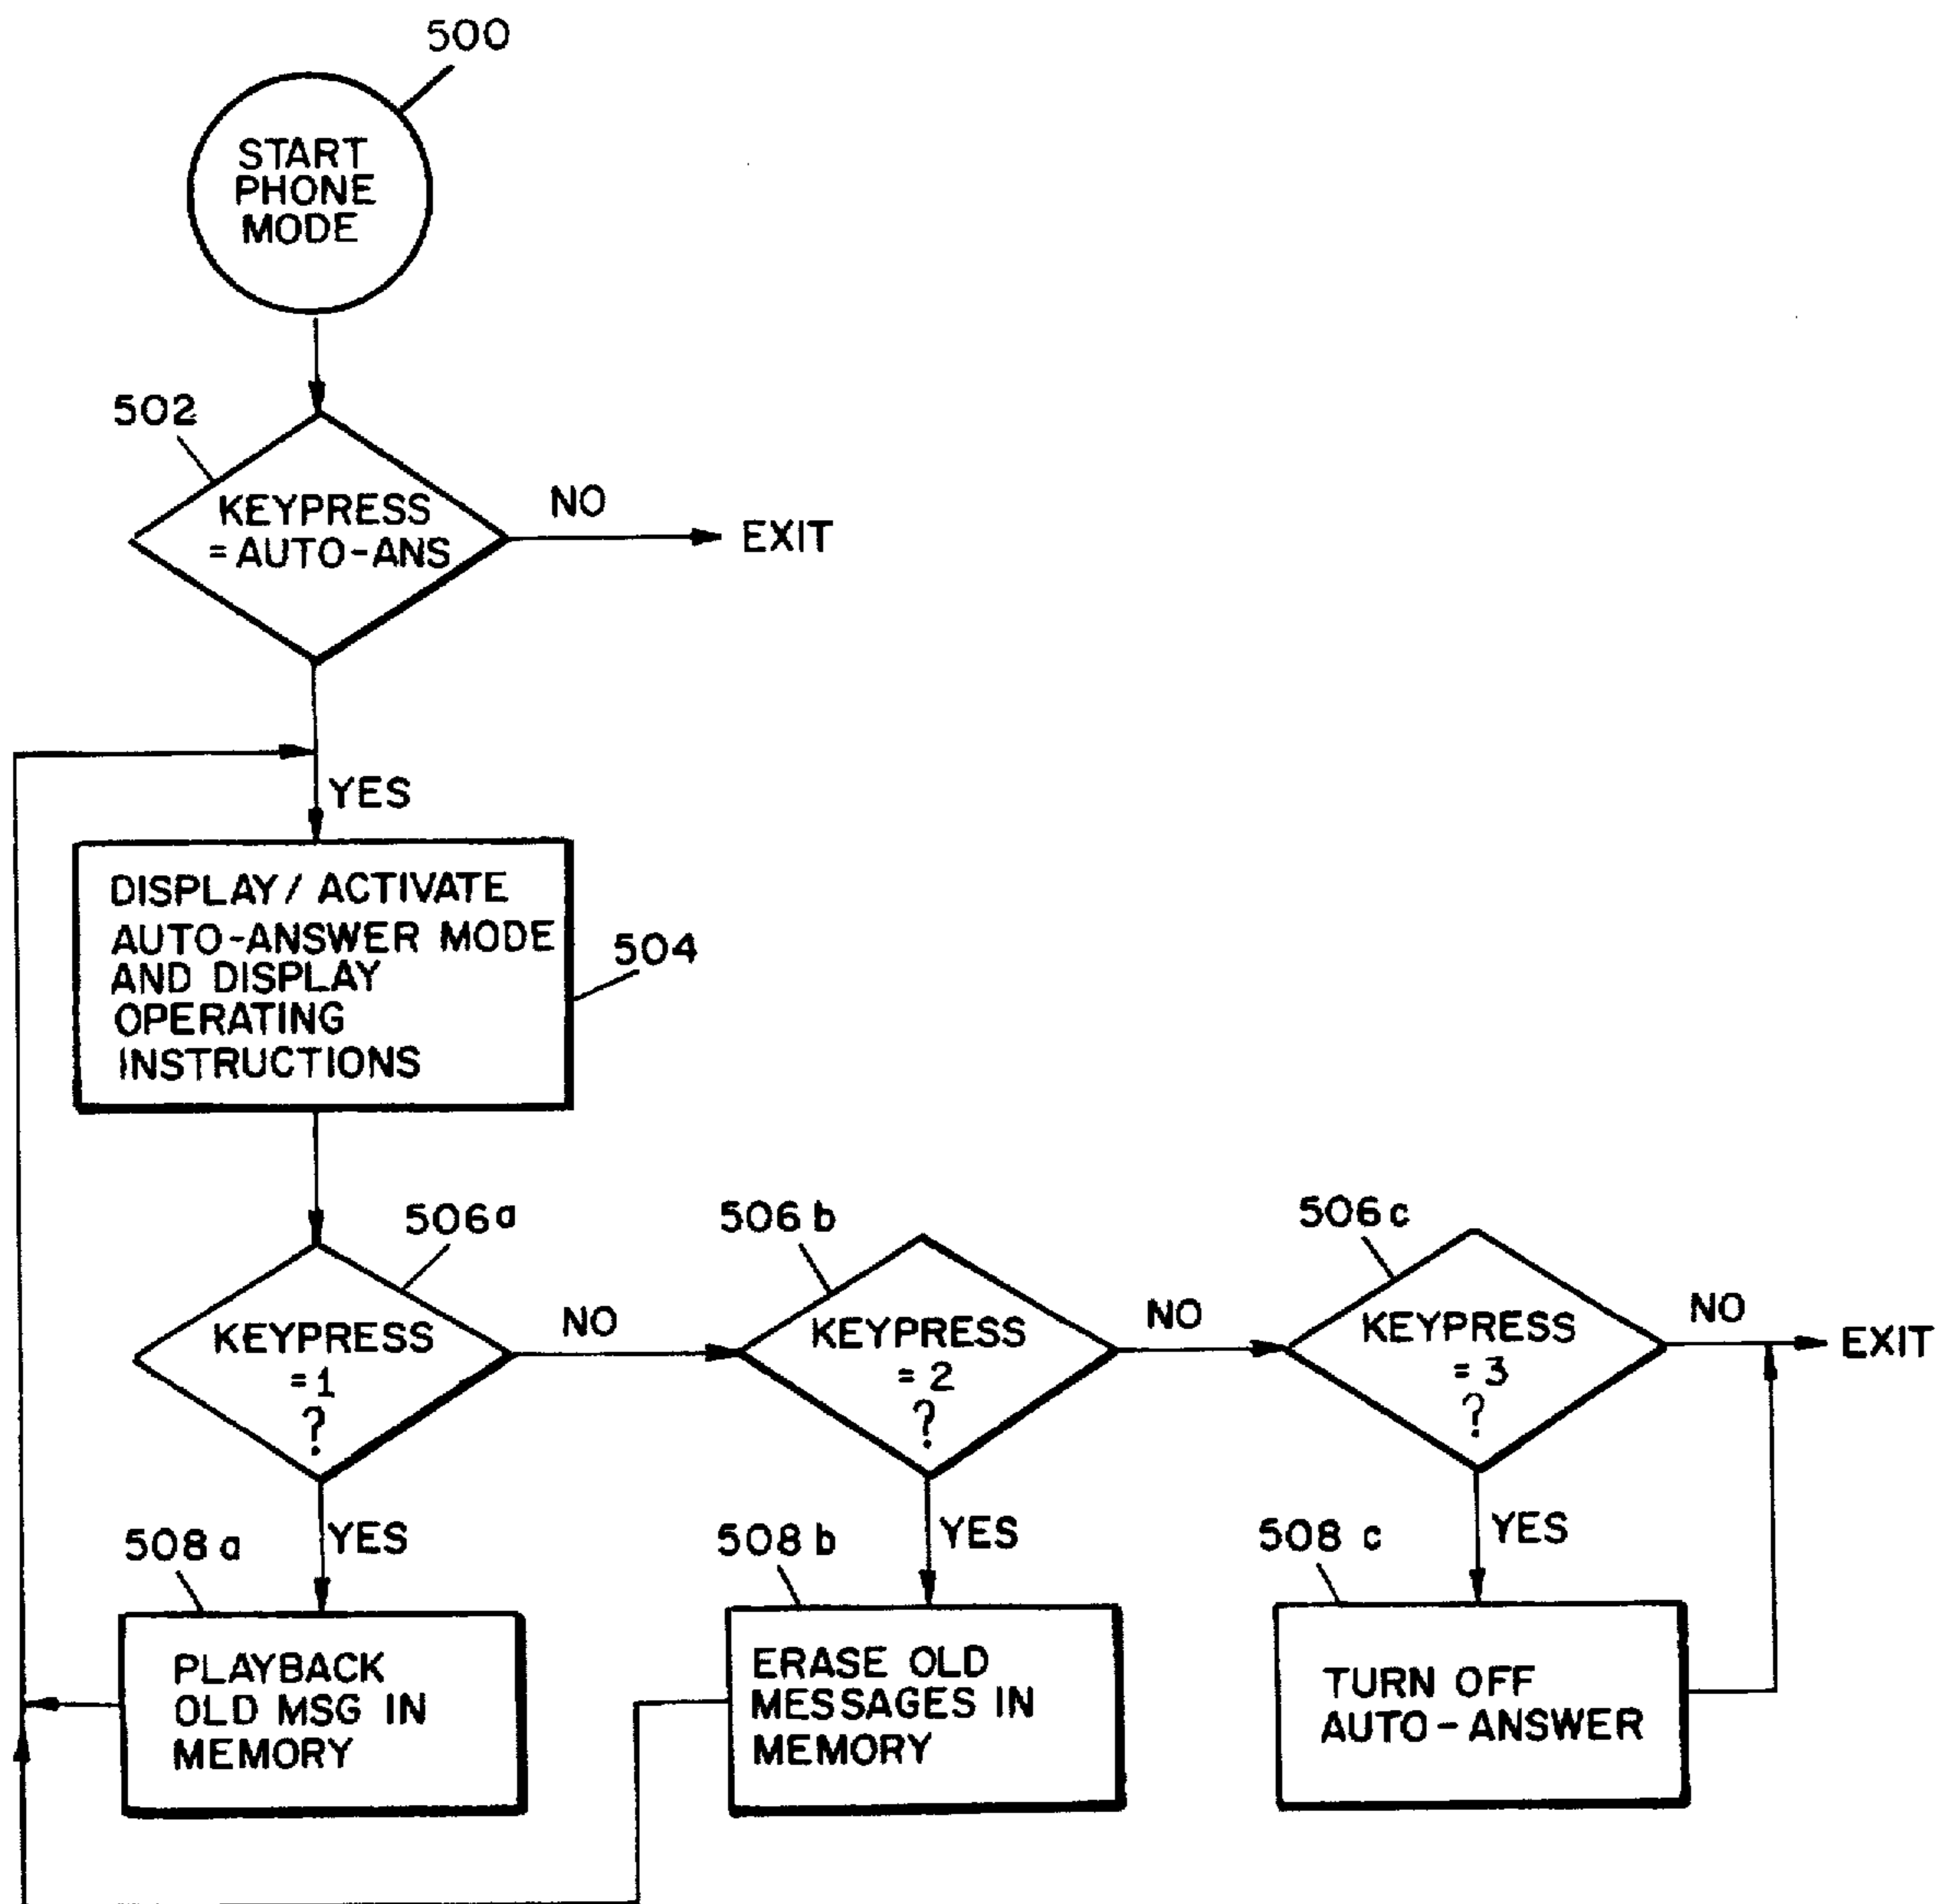 500
START
PHONE
MODE
502
KEYPRESS
=AUTO-ANS
NO
EXIT
YES
DISPLAY/ ACTIVATE
AUTO-ANSWER MODE
AND DISPLAY
OPERATING
INSTRUCTIONS
504
506a
KEYPRESS
=1
?
NO
506b
KEYPRESS
=2
?
NO
506c
KEYPRESS
=3
?
NO
EXIT
YES
YES
YES
508a
PLAYBACK
OLD MSG IN
MEMORY
508b
ERASE OLD
MESSAGES IN
MEMORY
508c
TURN OFF
AUTO-ANSWER